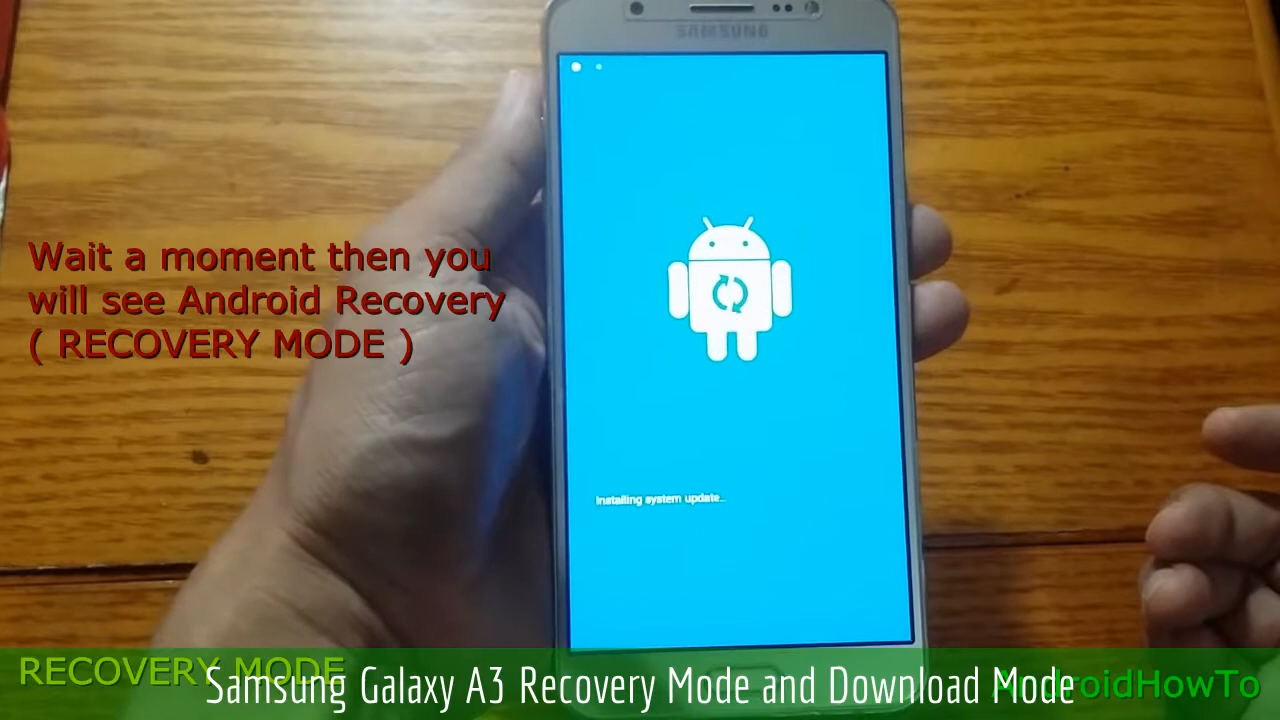 SAMSUNG
Wait a moment then you
will see Android Recovery
( RECOVERY MODE )
Installing system update...
RECOVERY MODE
Samsung Galaxy A3 Recovery Mode and Download Mode
AndroidHowTo